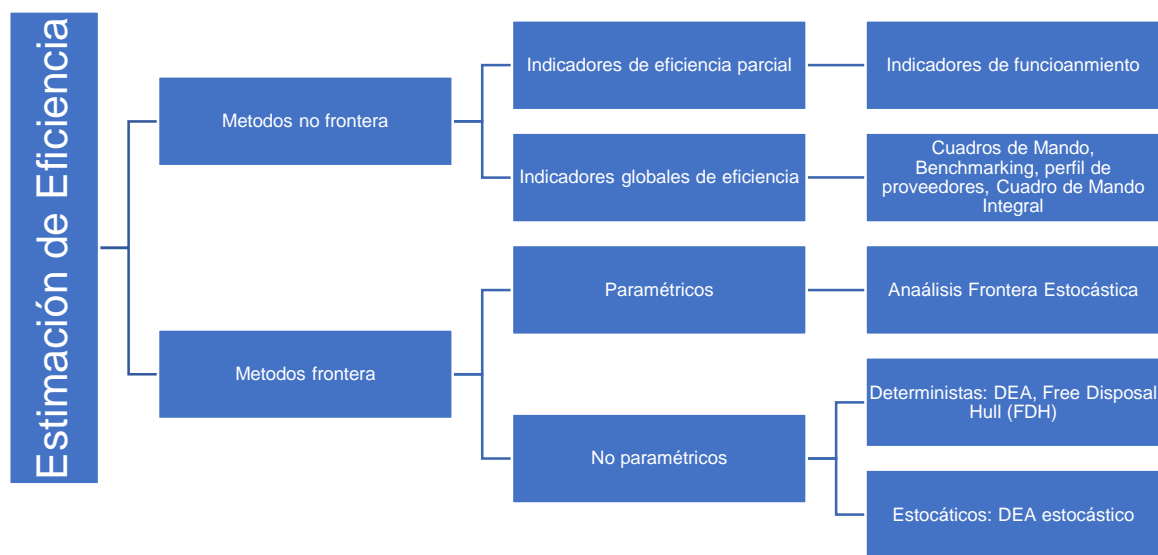 Estimación de Eficiencia
Metodos no frontera
Indicadores de eficiencia parcial
Indicadores de funcioanmiento
Indicadores globales de eficiencia
Cuadros de Mando,
Benchmarking, perfil de
proveedores, Cuadro de Mando
Integral
Metodos frontera
Paramétricos
Anaálisis Frontera Estocástica
No paramétricos
Deterministas: DEA, Free Disposal
Hull (FDH)
Estocáticos: DEA estocástico